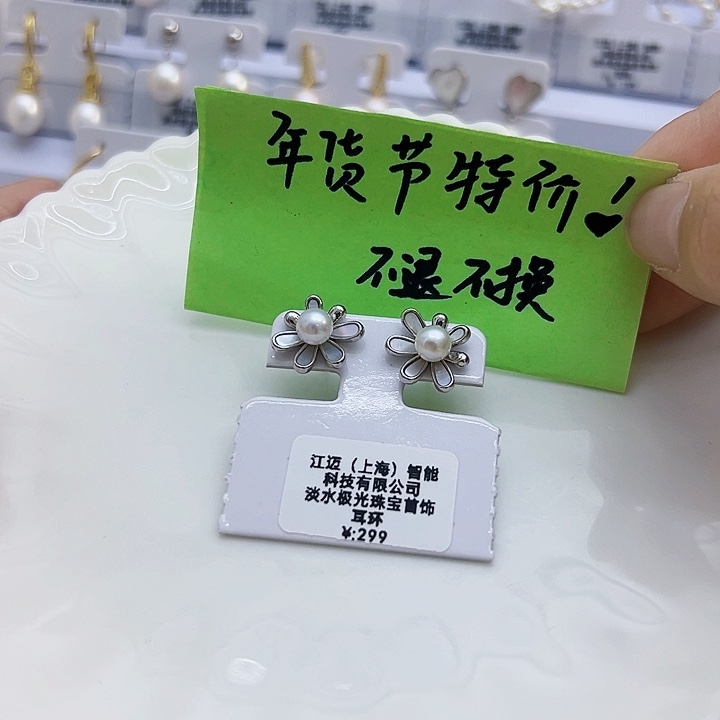 年货节特价!
不退不换
江迈（上海）智能
科技有限公司
淡水极光珠宝首饰
耳环
¥:299